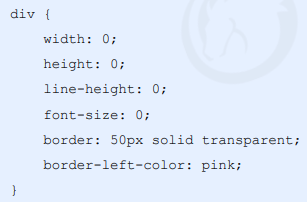 div {
    width: 0;
    height: 0;
    line-height: 0;
    font-size: 0;
    border: 50px solid transparent;
    border-left-color: pink;
}